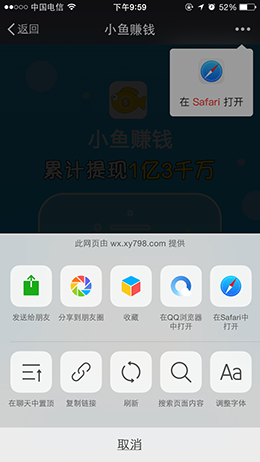 中国电信 下午9:59 52%
返回 小鱼赚钱
在 Safari 打开
小鱼赚钱
累计提现1亿3千万
此网页由 wx.xy798.com 提供
发送给朋友 分享到朋友圈 收藏 在QQ浏览器中打开 在Safari中打开
在聊天中置顶 复制链接 刷新 搜索页面内容 Aa 调整字体
取消